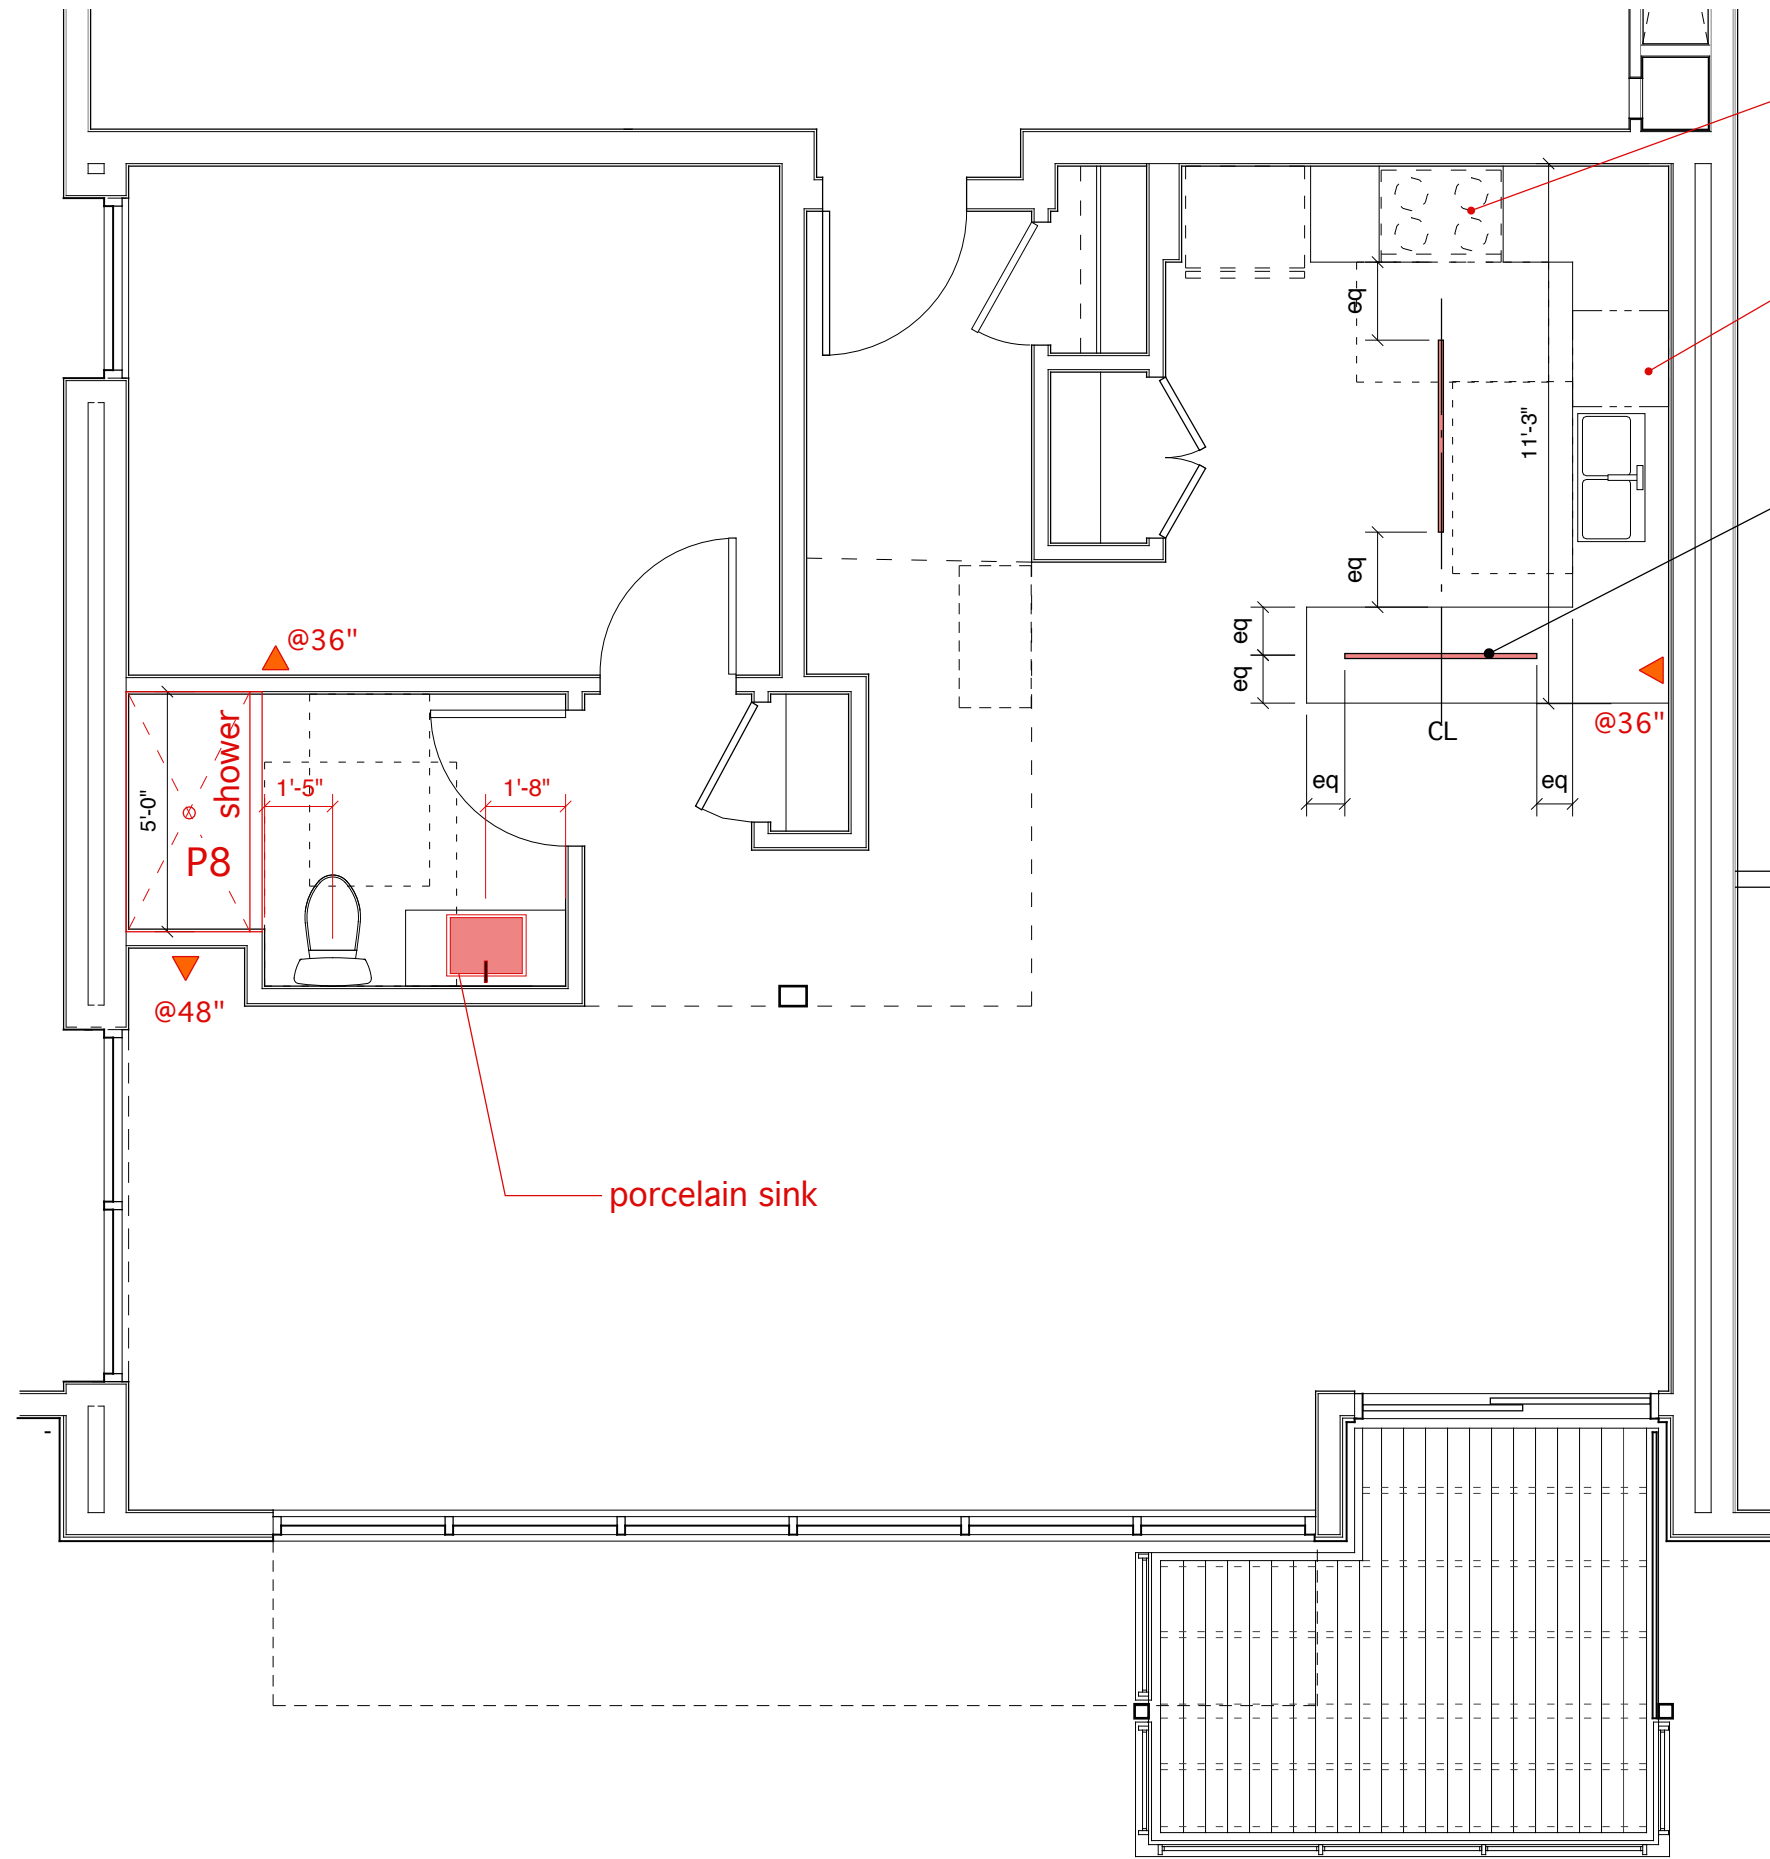 eq
11'-3"
eq
eq
eq
@36"
@36"
CL
eq
eq
shower
1'-5"
1'-8"
5'-0"
P8
@48"
porcelain sink